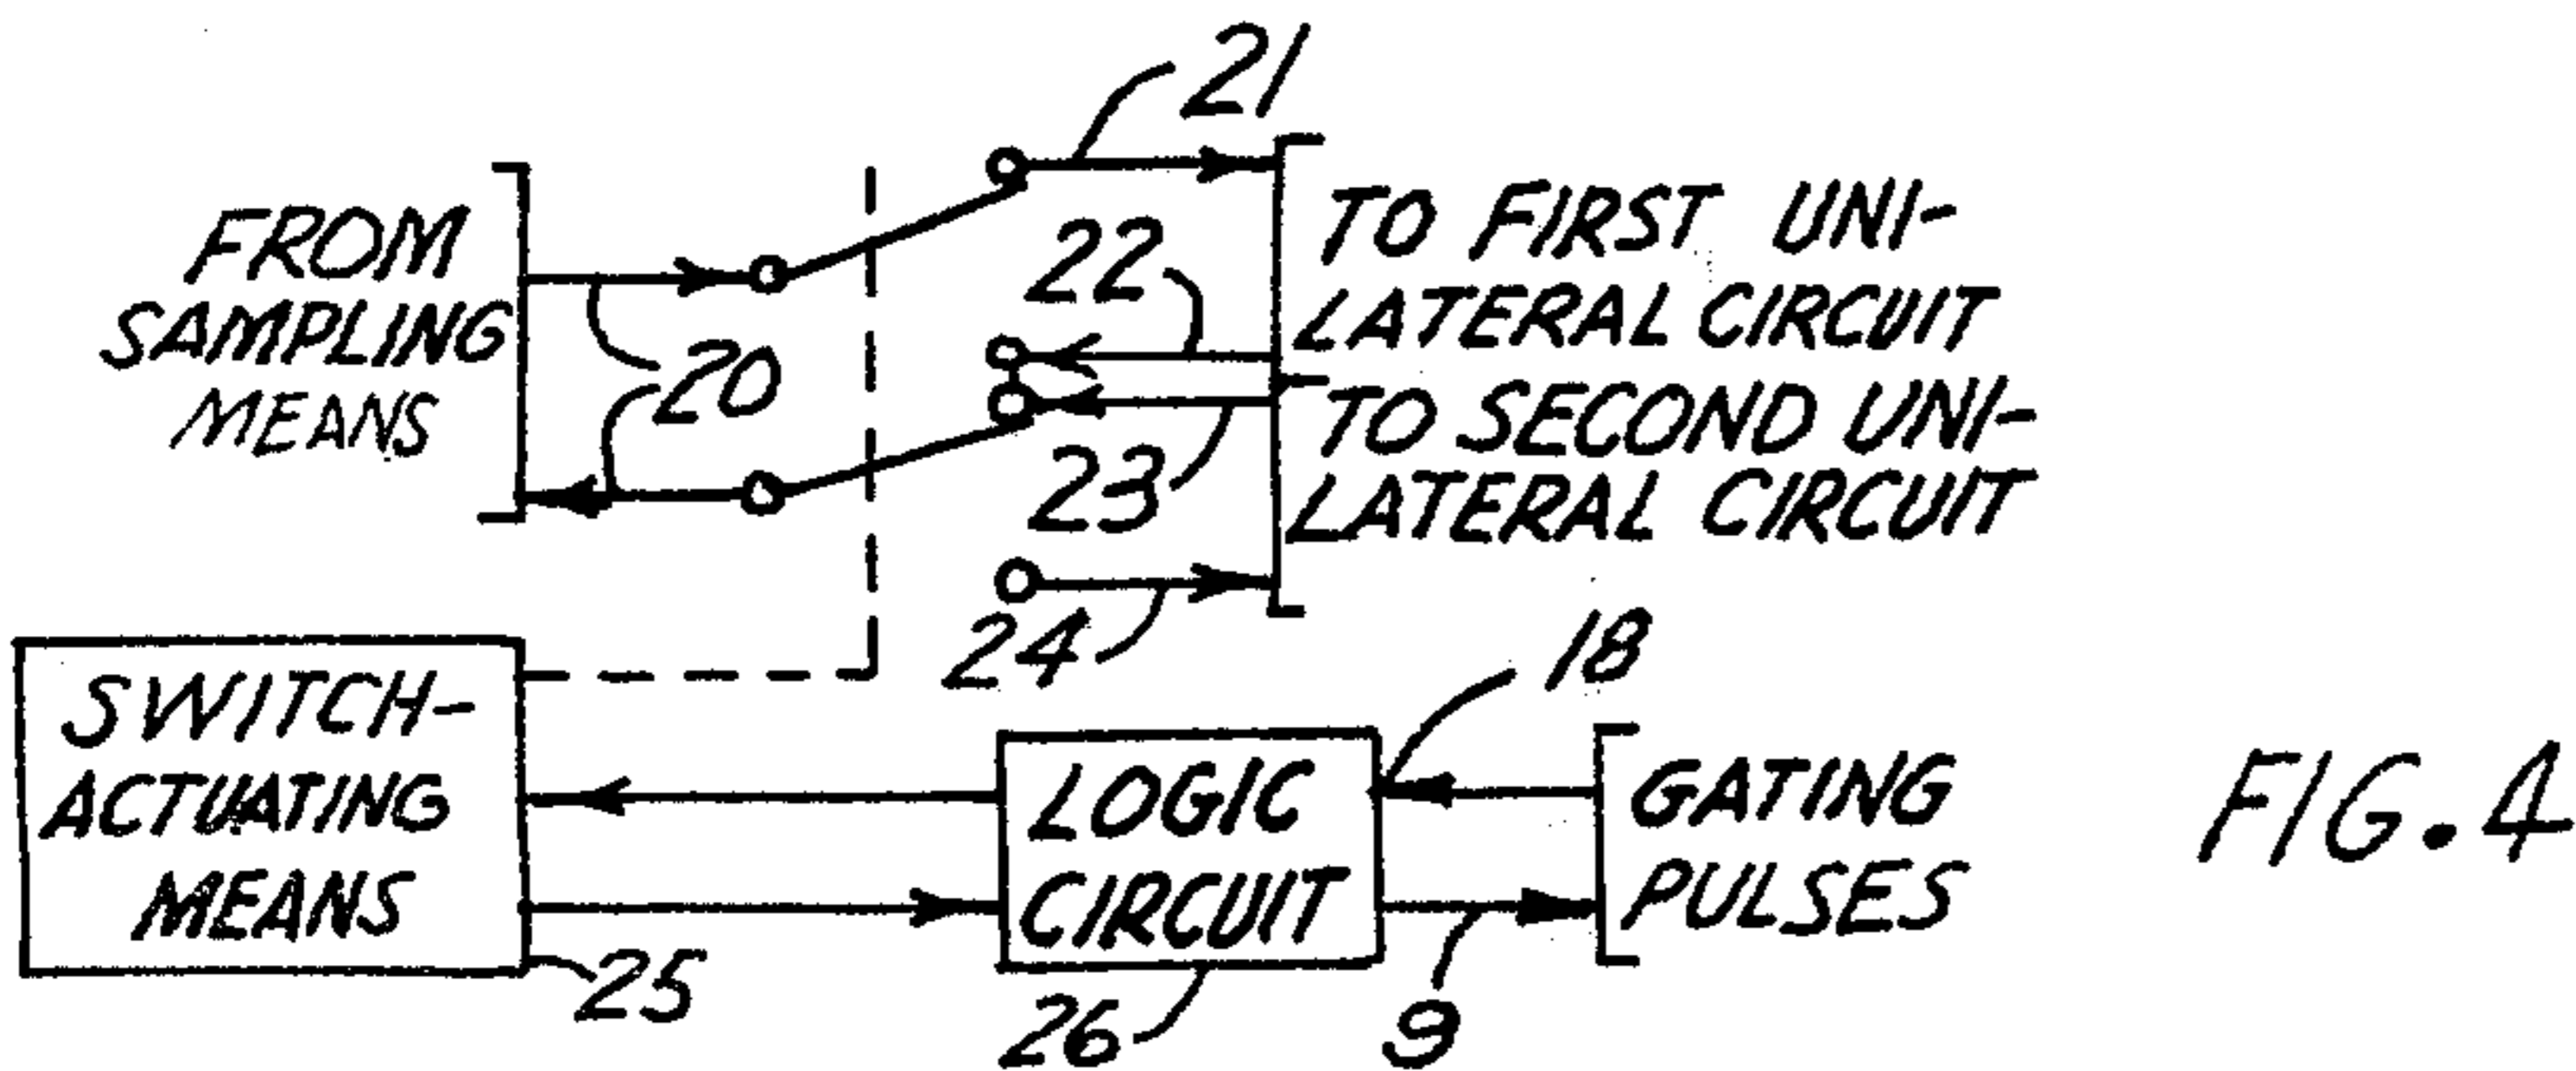 21
FROM
SAMPLING
MEANS
20
22
23
24
TO FIRST UNI-
LATERAL CIRCUIT
TO SECOND UNI-
LATERAL CIRCUIT
SWITCH-
ACTUATING
MEANS
25
LOGIC
CIRCUIT
26
18
GATING
PULSES
9
FIG. 4